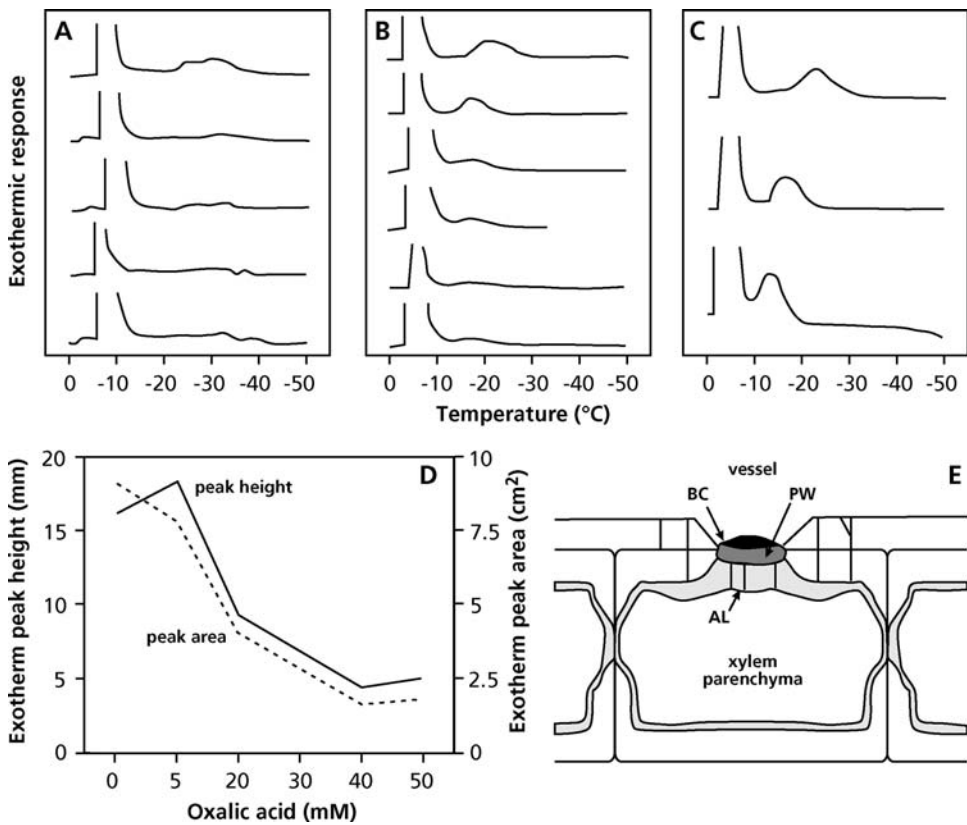 A
B
C
Exothermic response
0 -10 -20 -30 -40 -50
0 -10 -20 -30 -40 -50
0 -10 -20 -30 -40 -50
Temperature (°C)
D
Exotherm peak height (mm)
20
15
10
5
0
peak height
peak area
10
7.5
5
2.5
0
Exotherm peak area (cm²)
0 5 20 40 50
Oxalic acid (mM)
E
vessel
BC
PW
AL
xylem
parenchyma